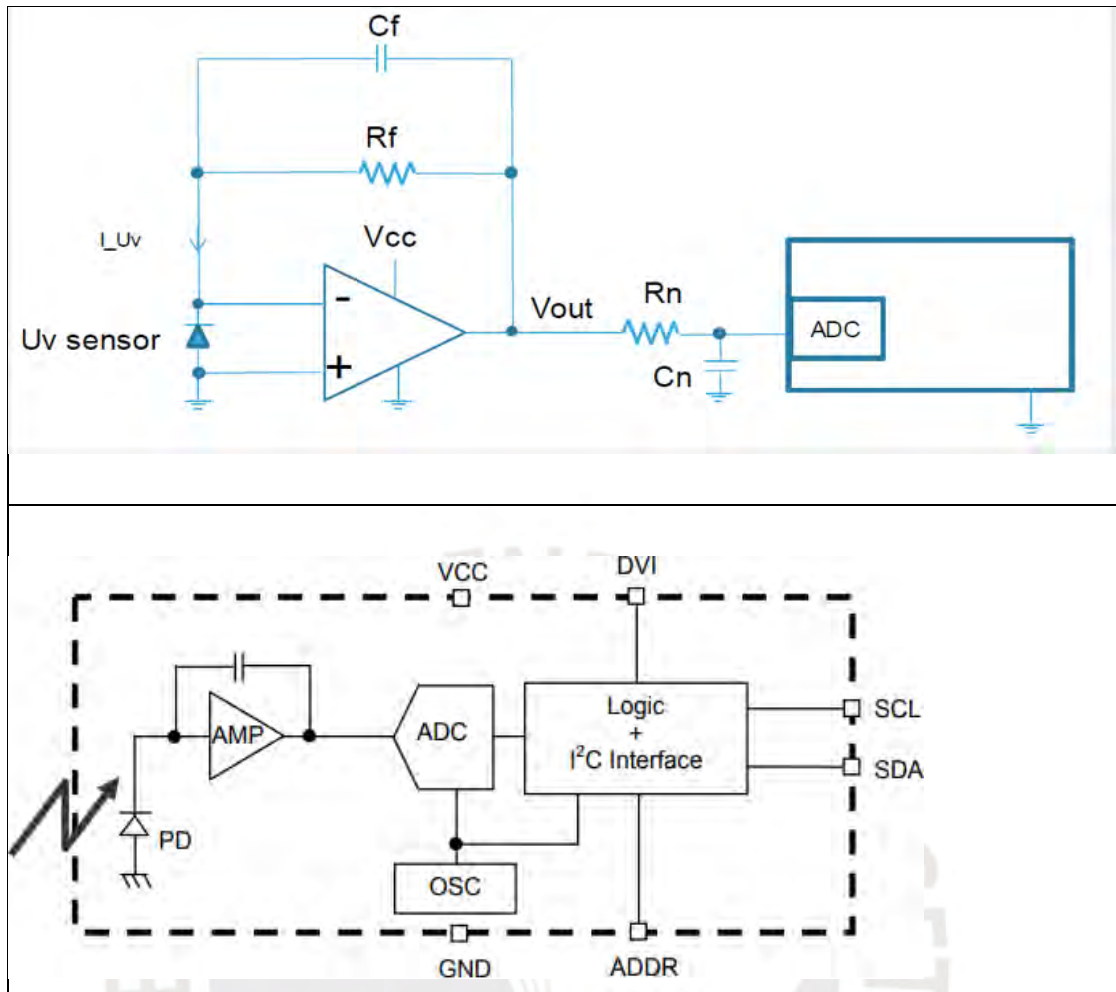 Cf
Rf
I_Uv
Vcc
-
Uv sensor
+
Vout
Rn
Cn
ADC
VCC
DVI
AMP
ADC
Logic
+
I²C Interface
SCL
SDA
PD
OSC
GND
ADDR